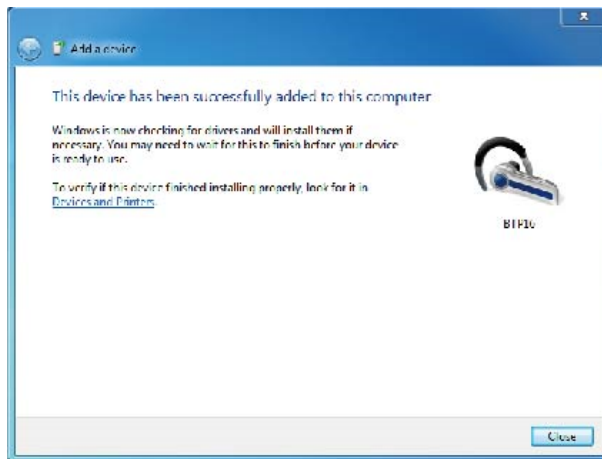 Add a device
This device has been successfully added to this computer
Windows is now checking for drivers and will install them if
necessary. You may need to wait for this to finish before your device
is ready to use.
To verify if this device finished installing properly, look for it in
Devices and Printers.
BTP16
Close